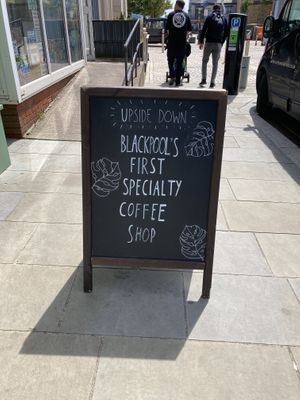 UPSIDE DOWN
BLACKPOOL'S
FIRST
SPECIALTY
COFFEE
SHOP